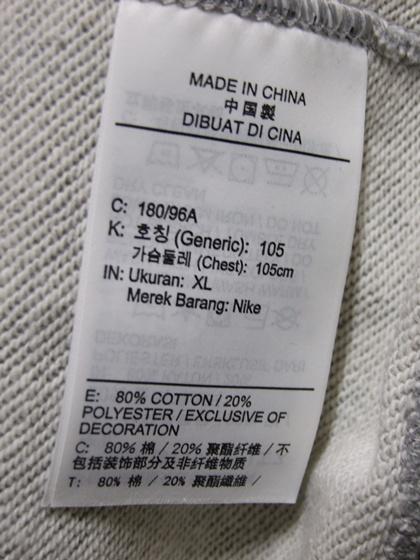 MADE IN CHINA
中国製
DIBUAT DI CINA
C: 180/96A
K: 호칭 (Generic): 105
가슴둘레 (Chest): 105cm
IN: Ukuran: XL
Merek Barang: Nike
E: 80% COTTON / 20%
POLYESTER / EXCLUSIVE OF
DECORATION
C: 80% 棉 / 20% 聚酯纤维 / 不
包括装饰部分及非纤维物质
T: 80% 棉 / 20% 聚酯纖維 /